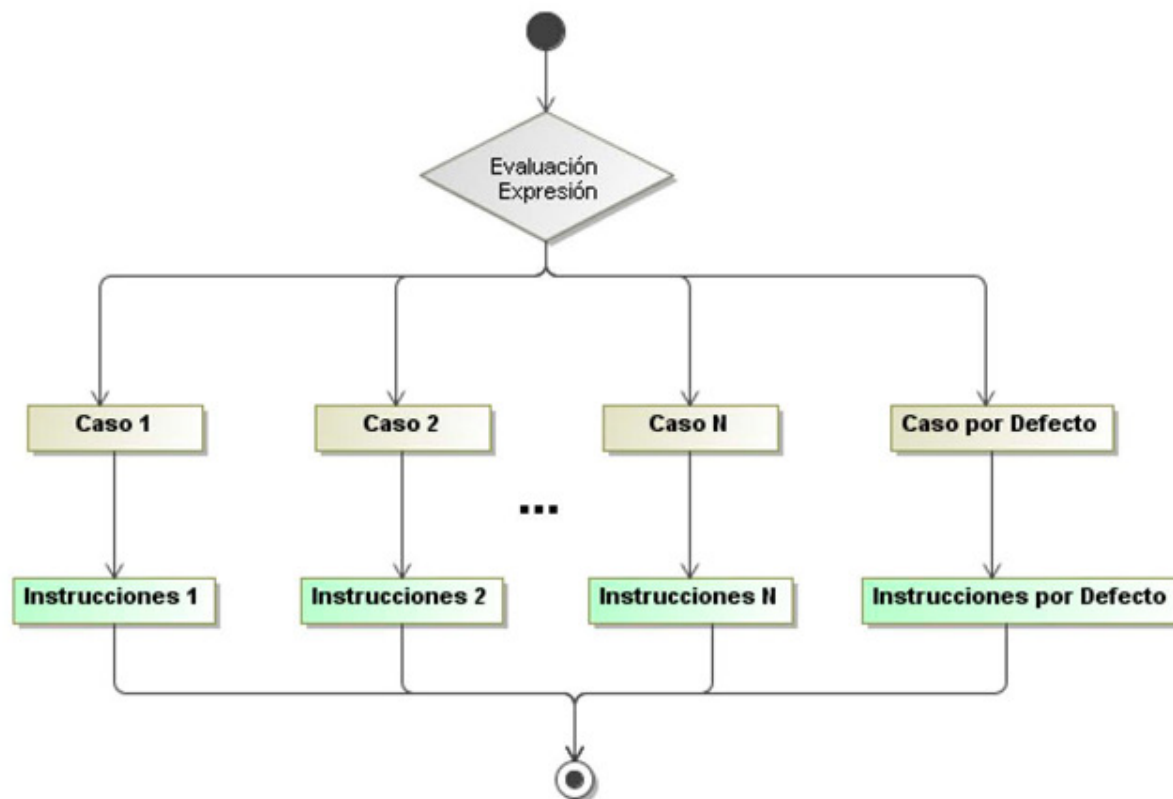 Evaluación
Expresión
Caso 1
Caso 2
Caso N
Caso por Defecto
...
Instrucciones 1
Instrucciones 2
Instrucciones N
Instrucciones por Defecto